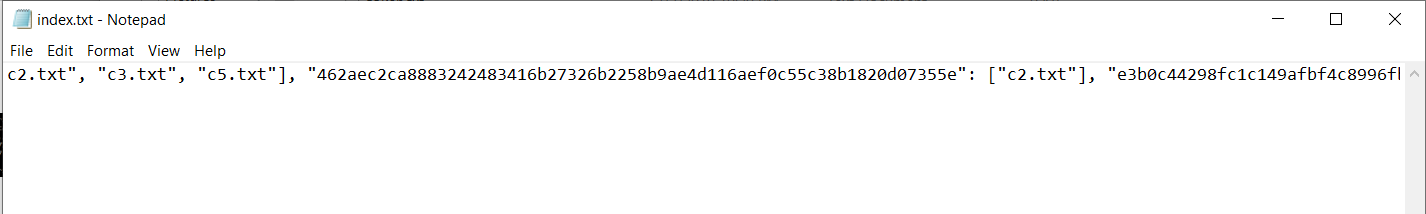 index.txt - Notepad
File Edit Format View Help
c2.txt", "c3.txt", "c5.txt"], "462aec2ca8883242483416b27326b2258b9ae4d116aef0c55c38b1820d07355e": ["c2.txt"], "e3b0c44298fc1c149afbf4c8996f